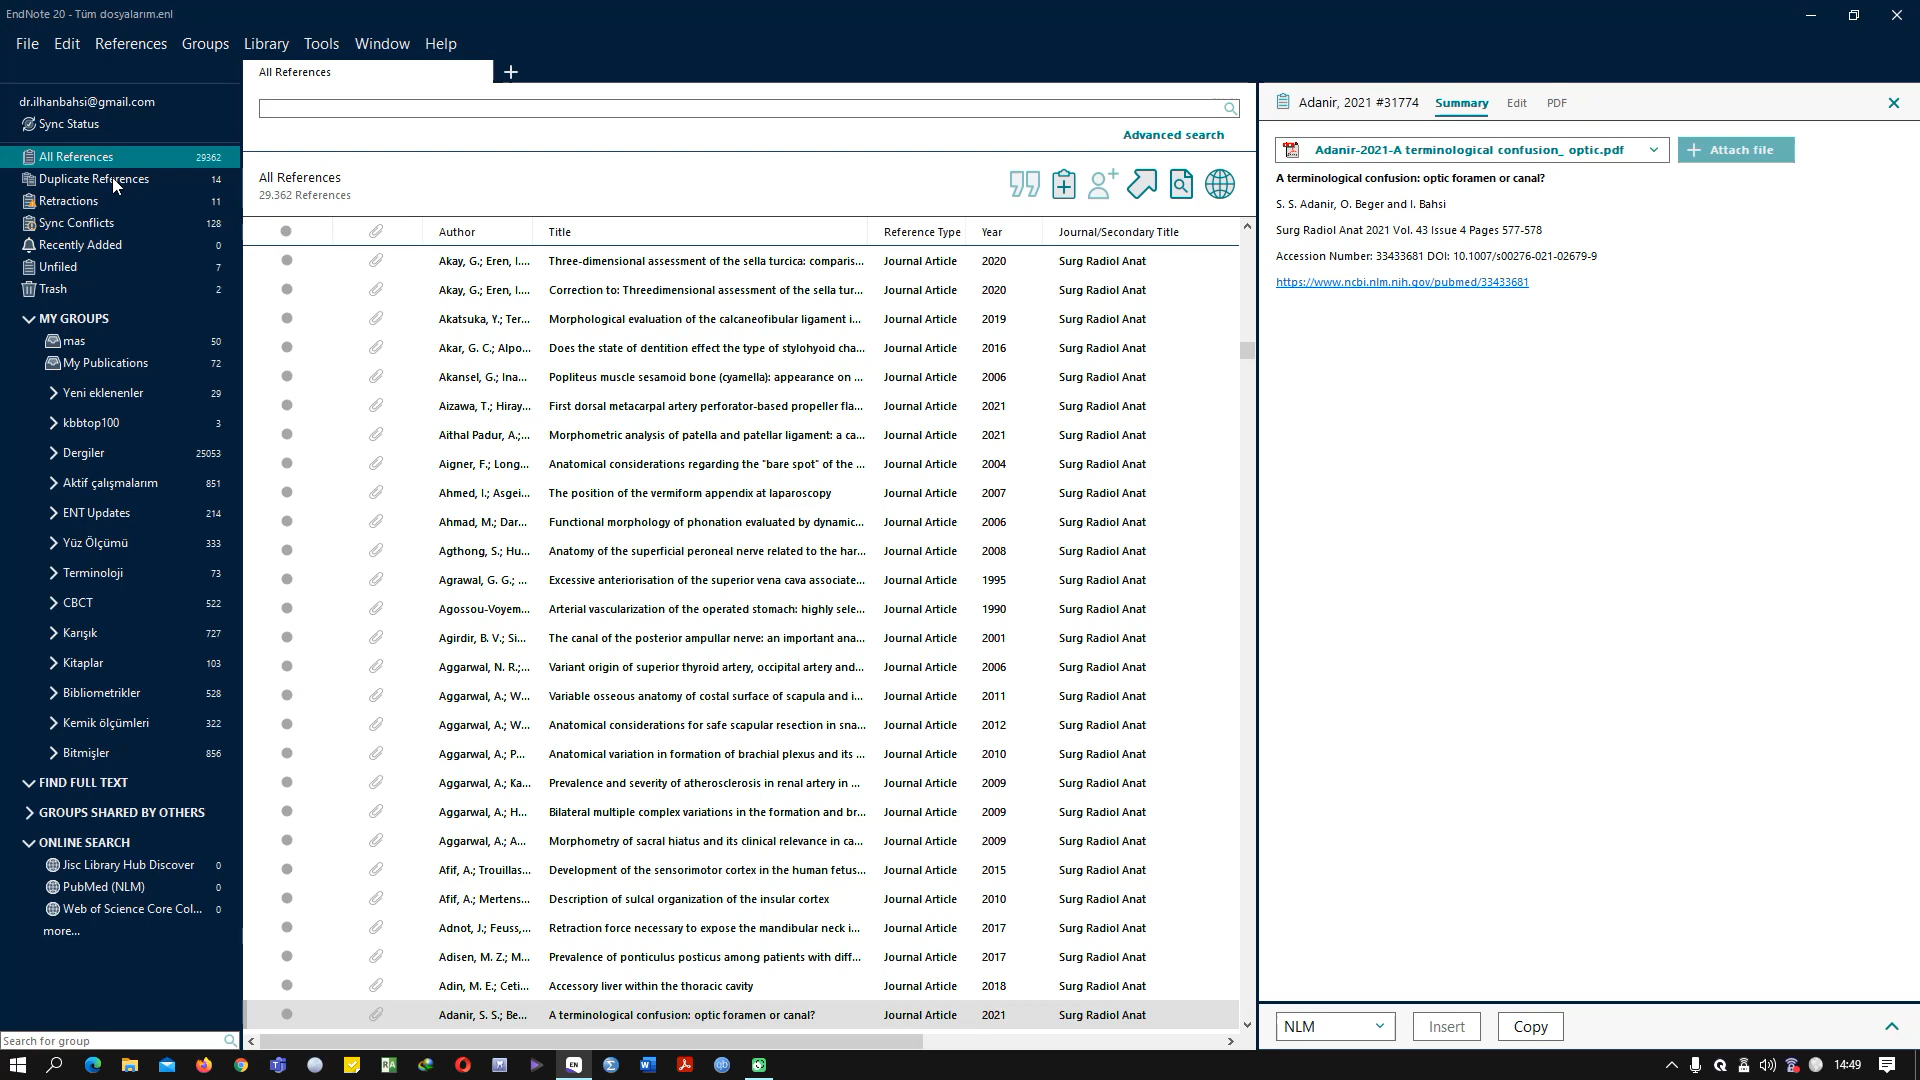 EndNote 20 - Tüm dosyalarım.enl
File Edit References Groups Library Tools Window Help
All References
dr.ilhanbahsi@gmail.com
Sync Status
All References 29362
Duplicate References 14
Retractions 11
Sync Conflicts 128
Recently Added 0
Unfiled 7
Trash 2
MY GROUPS
mas 50
My Publications 72
Yeni eklenenler 29
kbbtop100 3
Dergiler 25053
Aktif çalışmalarım 851
ENT Updates 214
Yüz Ölçümü 333
Terminoloji 73
CBCT 522
Karışık 727
Kitaplar 103
Bibliometrikler 528
Kemik ölçümleri 322
Bitmişler 856
FIND FULL TEXT
GROUPS SHARED BY OTHERS
ONLINE SEARCH
Jisc Library Hub Discover 0
PubMed (NLM) 0
Web of Science Core Col... 0
more...
Search for group
Advanced search
All References
29.362 References
Author Title Reference Type Year Journal/Secondary Title
Akay, G.; Eren, I.... Three-dimensional assessment of the sella turcica: comparis... Journal Article 2020 Surg Radiol Anat
Akay, G.; Eren, I.... Correction to: Threedimensional assessment of the sella tur... Journal Article 2020 Surg Radiol Anat
Akatsuka, Y.; Ter... Morphological evaluation of the calcaneofibular ligament i... Journal Article 2019 Surg Radiol Anat
Akar, G. C.; Alpo... Does the state of dentition effect the type of stylohyoid cha... Journal Article 2016 Surg Radiol Anat
Akansel, G.; Ina... Popliteus muscle sesamoid bone (cyamella): appearance on ... Journal Article 2006 Surg Radiol Anat
Aizawa, T.; Hiray... First dorsal metacarpal artery perforator-based propeller fla... Journal Article 2021 Surg Radiol Anat
Aithal Padur, A.;... Morphometric analysis of patella and patellar ligament: a ca... Journal Article 2021 Surg Radiol Anat
Aigner, F.; Long... Anatomical considerations regarding the "bare spot" of the ... Journal Article 2004 Surg Radiol Anat
Ahmed, I.; Asgei... The position of the vermiform appendix at laparoscopy Journal Article 2007 Surg Radiol Anat
Ahmad, M.; Dar... Functional morphology of phonation evaluated by dynamic... Journal Article 2006 Surg Radiol Anat
Agthong, S.; Hu... Anatomy of the superficial peroneal nerve related to the har... Journal Article 2008 Surg Radiol Anat
Agrawal, G. G.; ... Excessive anteriorisation of the superior vena cava associate... Journal Article 1995 Surg Radiol Anat
Agossou-Voyem... Arterial vascularization of the operated stomach: highly sele... Journal Article 1990 Surg Radiol Anat
Agirdir, B. V.; Si... The canal of the posterior ampullar nerve: an important ana... Journal Article 2001 Surg Radiol Anat
Aggarwal, N. R.;... Variant origin of superior thyroid artery, occipital artery and... Journal Article 2006 Surg Radiol Anat
Aggarwal, A.; W... Variable osseous anatomy of costal surface of scapula and i... Journal Article 2011 Surg Radiol Anat
Aggarwal, A.; W... Anatomical considerations for safe scapular resection in sna... Journal Article 2012 Surg Radiol Anat
Aggarwal, A.; P... Anatomical variation in formation of brachial plexus and its ... Journal Article 2010 Surg Radiol Anat
Aggarwal, A.; Ka... Prevalence and severity of atherosclerosis in renal artery in ... Journal Article 2009 Surg Radiol Anat
Aggarwal, A.; H... Bilateral multiple complex variations in the formation and br... Journal Article 2009 Surg Radiol Anat
Aggarwal, A.; A... Morphometry of sacral hiatus and its clinical relevance in ca... Journal Article 2009 Surg Radiol Anat
Afif, A.; Trouillas... Development of the sensorimotor cortex in the human fetus... Journal Article 2015 Surg Radiol Anat
Afif, A.; Mertens... Description of sulcal organization of the insular cortex Journal Article 2010 Surg Radiol Anat
Adnot, J.; Feuss,... Retraction force necessary to expose the mandibular neck i... Journal Article 2017 Surg Radiol Anat
Adisen, M. Z.; M... Prevalence of ponticulus posticus among patients with diff... Journal Article 2017 Surg Radiol Anat
Adin, M. E.; Ceti... Accessory liver within the thoracic cavity Journal Article 2018 Surg Radiol Anat
Adanir, S. S.; Be... A terminological confusion: optic foramen or canal? Journal Article 2021 Surg Radiol Anat
Adanir, 2021 #31774 Summary Edit PDF
Adanir-2021-A terminological confusion_ optic.pdf Attach file
A terminological confusion: optic foramen or canal?
S. S. Adanir, O. Beger and I. Bahsi
Surg Radiol Anat 2021 Vol. 43 Issue 4 Pages 577-578
Accession Number: 33433681 DOI: 10.1007/s00276-021-02679-9
https://www.ncbi.nlm.nih.gov/pubmed/33433681
NLM Insert Copy
14:49